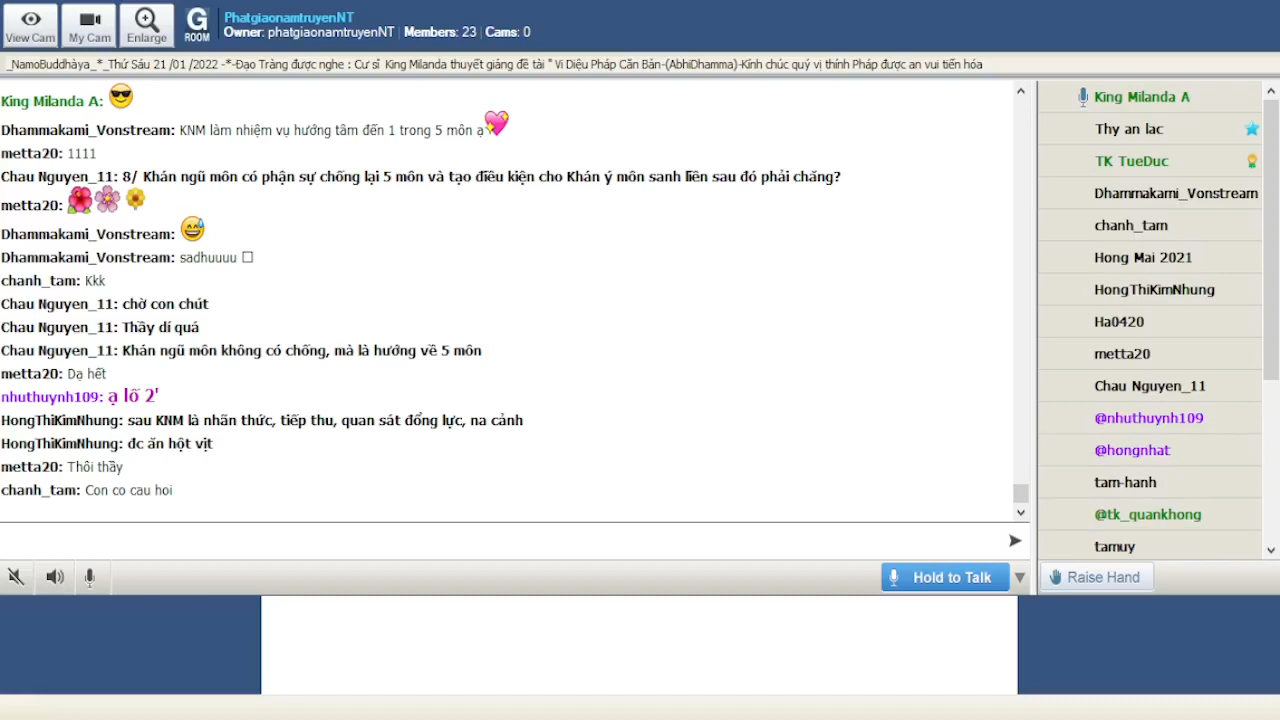 View Cam
My Cam
Enlarge
G
ROOM
PhatgiaonamtruyenNT
Owner: phatgiaonamtruyenNT | Members: 23 | Cams: 0
_NamoBuddhàya_*_Thứ Sáu 21 /01 /2022 -*-Đạo Tràng được nghe : Cư sĩ King Milanda thuyết giảng đề tài " Vi Diệu Pháp Căn Bản-(AbhiDhamma)-Kính chúc quý vị thính Pháp được an vui tiến hóa
King Milanda A:
Dhammakami_Vonstream: KNM làm nhiệm vụ hướng tâm đến 1 trong 5 môn ạ
metta20: 1111
Chau Nguyen_11: 8/ Khán ngũ môn có phận sự chống lại 5 môn và tạo điều kiện cho Khán ý môn sanh liên sau đó phải chăng?
metta20:
Dhammakami_Vonstream:
Dhammakami_Vonstream: sadhuuuu □
chanh_tam: Kkk
Chau Nguyen_11: chờ con chút
Chau Nguyen_11: Thầy dí quá
Chau Nguyen_11: Khán ngũ môn không có chống, mà là hướng về 5 môn
metta20: Dạ hết
nhuthuynh109: ạ lố 2'
HongThiKimNhung: sau KNM là nhãn thức, tiếp thu, quan sát đổng lực, na cảnh
HongThiKimNhung: đc ăn hột vịt
metta20: Thôi thầy
chanh_tam: Con co cau hoi
Hold to Talk
King Milanda A
Thy an lac
TK TueDuc
Dhammakami_Vonstream
chanh_tam
Hong Mai 2021
HongThiKimNhung
Ha0420
metta20
Chau Nguyen_11
@nhuthuynh109
@hongnhat
tam-hanh
@tk_quankhong
tamuy
Raise Hand